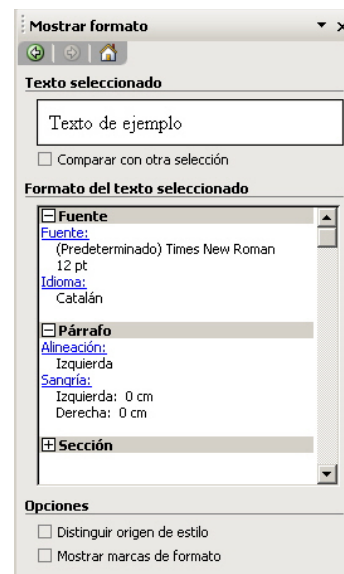 Mostrar formato
Texto seleccionado
Texto de ejemplo
Comparar con otra selección
Formato del texto seleccionado
Fuente
Fuente:
(Predeterminado) Times New Roman
12 pt
Idioma:
Catalán
Párrafo
Alineación:
Izquierda
Sangría:
Izquierda: 0 cm
Derecha: 0 cm
Sección
Opciones
Distinguir origen de estilo
Mostrar marcas de formato